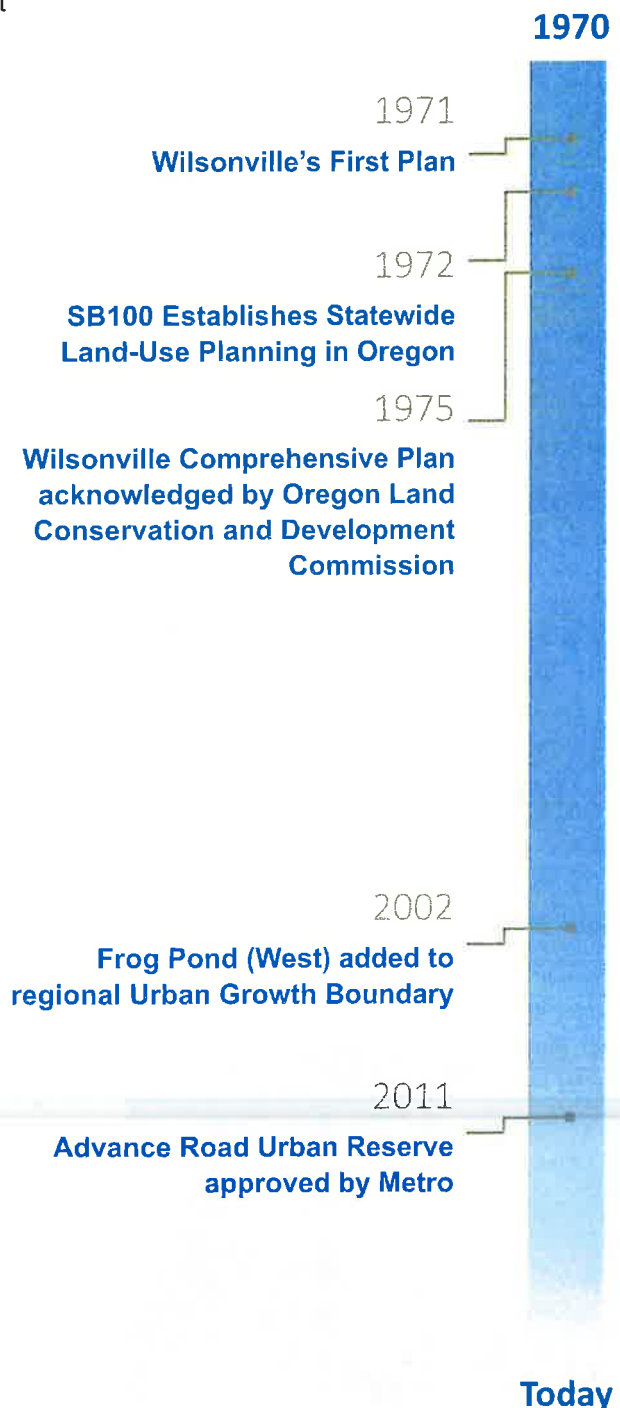 1970
1971
Wilsonville's First Plan
1972
SB100 Establishes Statewide
Land-Use Planning in Oregon
1975
Wilsonville Comprehensive Plan
acknowledged by Oregon Land
Conservation and Development
Commission
2002
Frog Pond (West) added to
regional Urban Growth Boundary
2011
Advance Road Urban Reserve
approved by Metro
Today